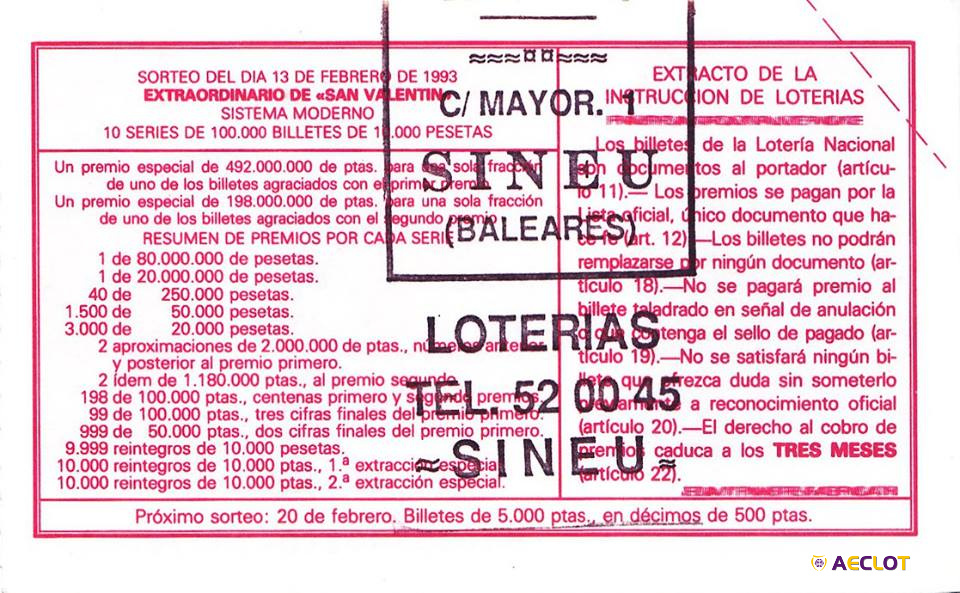 SORTEO DEL DIA 13 DE FEBRERO DE 1993
EXTRAORDINARIO DE «SAN VALENTIN»
SISTEMA MODERNO
10 SERIES DE 100.000 BILLETES DE 10.000 PESETAS
Un premio especial de 492.000.000 de ptas. para una sola fracción
de uno de los billetes agraciados con el primer premio
Un premio especial de 198.000.000 de ptas. para una sola fracción
de uno de los billetes agraciados con el segundo premio
RESUMEN DE PREMIOS POR CADA SERIE
1 de 80.000.000 de pesetas.
1 de 20.000.000 de pesetas.
40 de 250.000 pesetas.
1.500 de 50.000 pesetas.
3.000 de 20.000 pesetas.
2 aproximaciones de 2.000.000 de ptas., números anterior
y posterior al premio primero.
2 ídem de 1.180.000 ptas., al premio segundo.
198 de 100.000 ptas., centenas primero y segundo premios.
99 de 100.000 ptas., tres cifras finales del premio primero.
999 de 50.000 ptas., dos cifras finales del premio primero.
9.999 reintegros de 10.000 pesetas.
10.000 reintegros de 10.000 ptas., 1.ª extracción especial.
10.000 reintegros de 10.000 ptas., 2.ª extracción especial.
EXTRACTO DE LA
INSTRUCCION DE LOTERIAS
Los billetes de la Lotería Nacional
son documentos al portador (artícu-
lo 11).— Los premios se pagan por la
Lista oficial, único documento que ha-
ce fe (art. 12).—Los billetes no podrán
remplazarse por ningún documento (ar-
tículo 18).—No se pagará premio al
billete taladrado en señal de anulación
o que contenga el sello de pagado (ar-
tículo 19).—No se satisfará ningún bi-
llete que ofrezca duda sin someterlo
previamente a reconocimiento oficial
(artículo 20).—El derecho al cobro de
premios caduca a los TRES MESES
(artículo 22).
Próximo sorteo: 20 de febrero. Billetes de 5.000 ptas., en décimos de 500 ptas.
C/ MAYOR. 1
SINEU
(BALEARES)
LOTERIAS
TEL. 52 00 45
≈SINEU≈
AECLOT